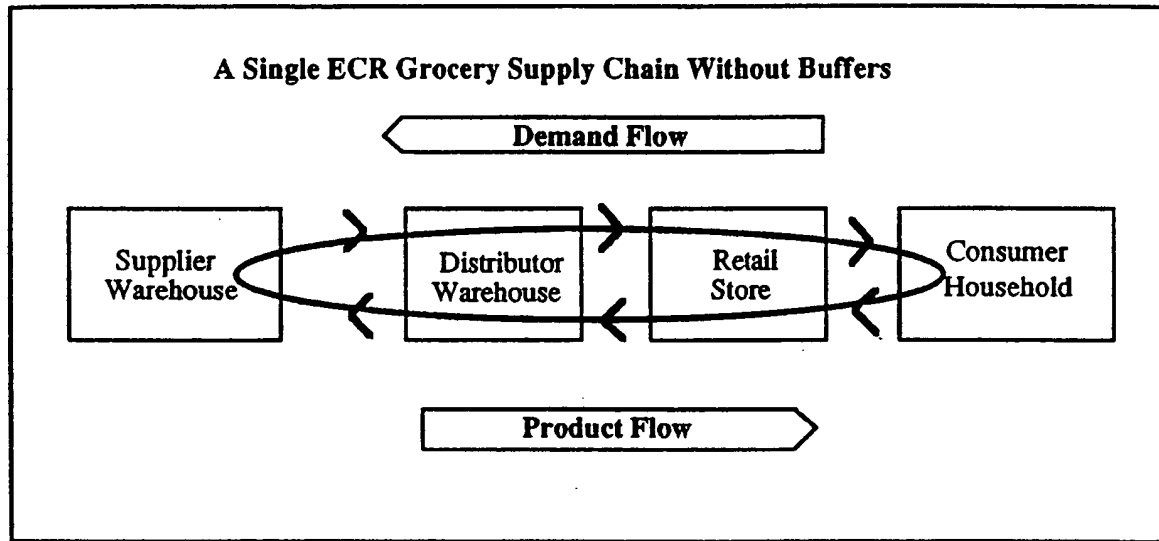 A Single ECR Grocery Supply Chain Without Buffers
Demand Flow
Supplier
Warehouse
Distributor
Warehouse
Retail
Store
Consumer
Household
Product Flow